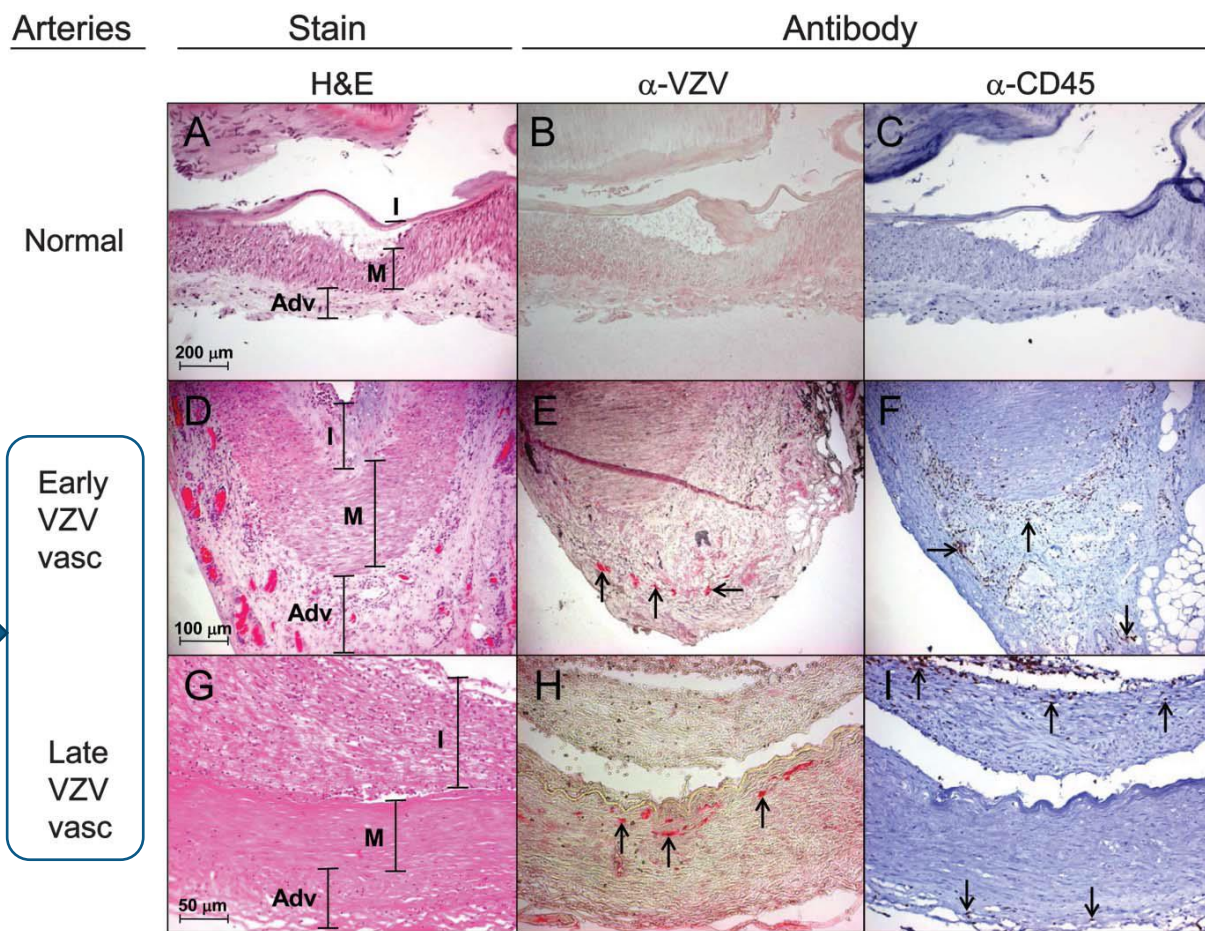 Arteries Stain Antibody
H&E α-VZV α-CD45
Normal
A
I
M
Adv
200 μm
B
C
Early
VZV
vasc
D
I
M
Adv
100 μm
E
F
Late
VZV
vasc
G
I
M
Adv
50 μm
H
I